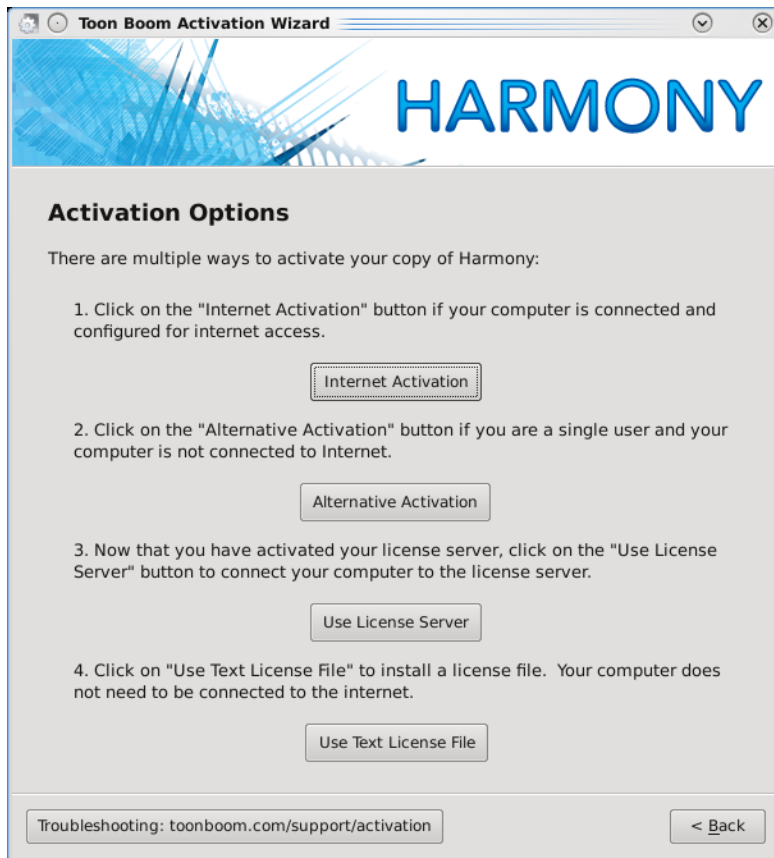 Toon Boom Activation Wizard
HARMONY
Activation Options
There are multiple ways to activate your copy of Harmony:
1. Click on the "Internet Activation" button if your computer is connected and
configured for internet access.
Internet Activation
2. Click on the "Alternative Activation" button if you are a single user and your
computer is not connected to Internet.
Alternative Activation
3. Now that you have activated your license server, click on the "Use License
Server" button to connect your computer to the license server.
Use License Server
4. Click on "Use Text License File" to install a license file.  Your computer does
not need to be connected to the internet.
Use Text License File
Troubleshooting: toonboom.com/support/activation
< Back